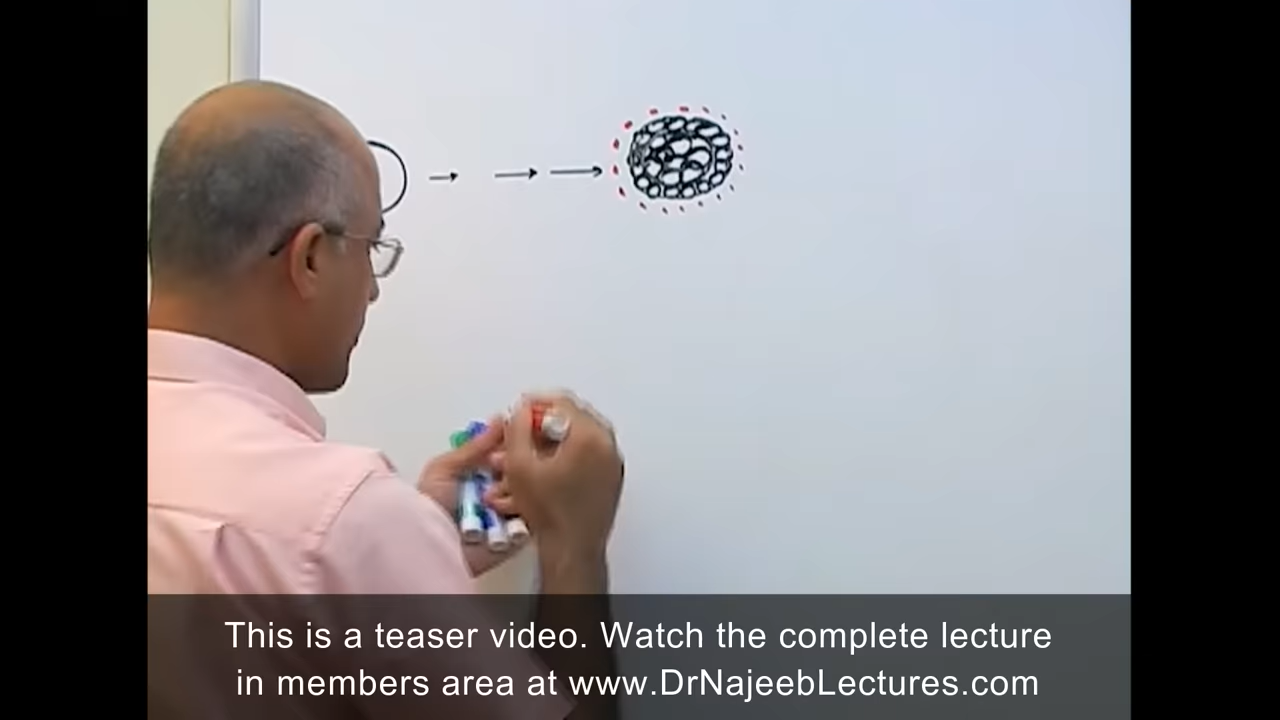 This is a teaser video. Watch the complete lecture
in members area at www.DrNajeebLectures.com